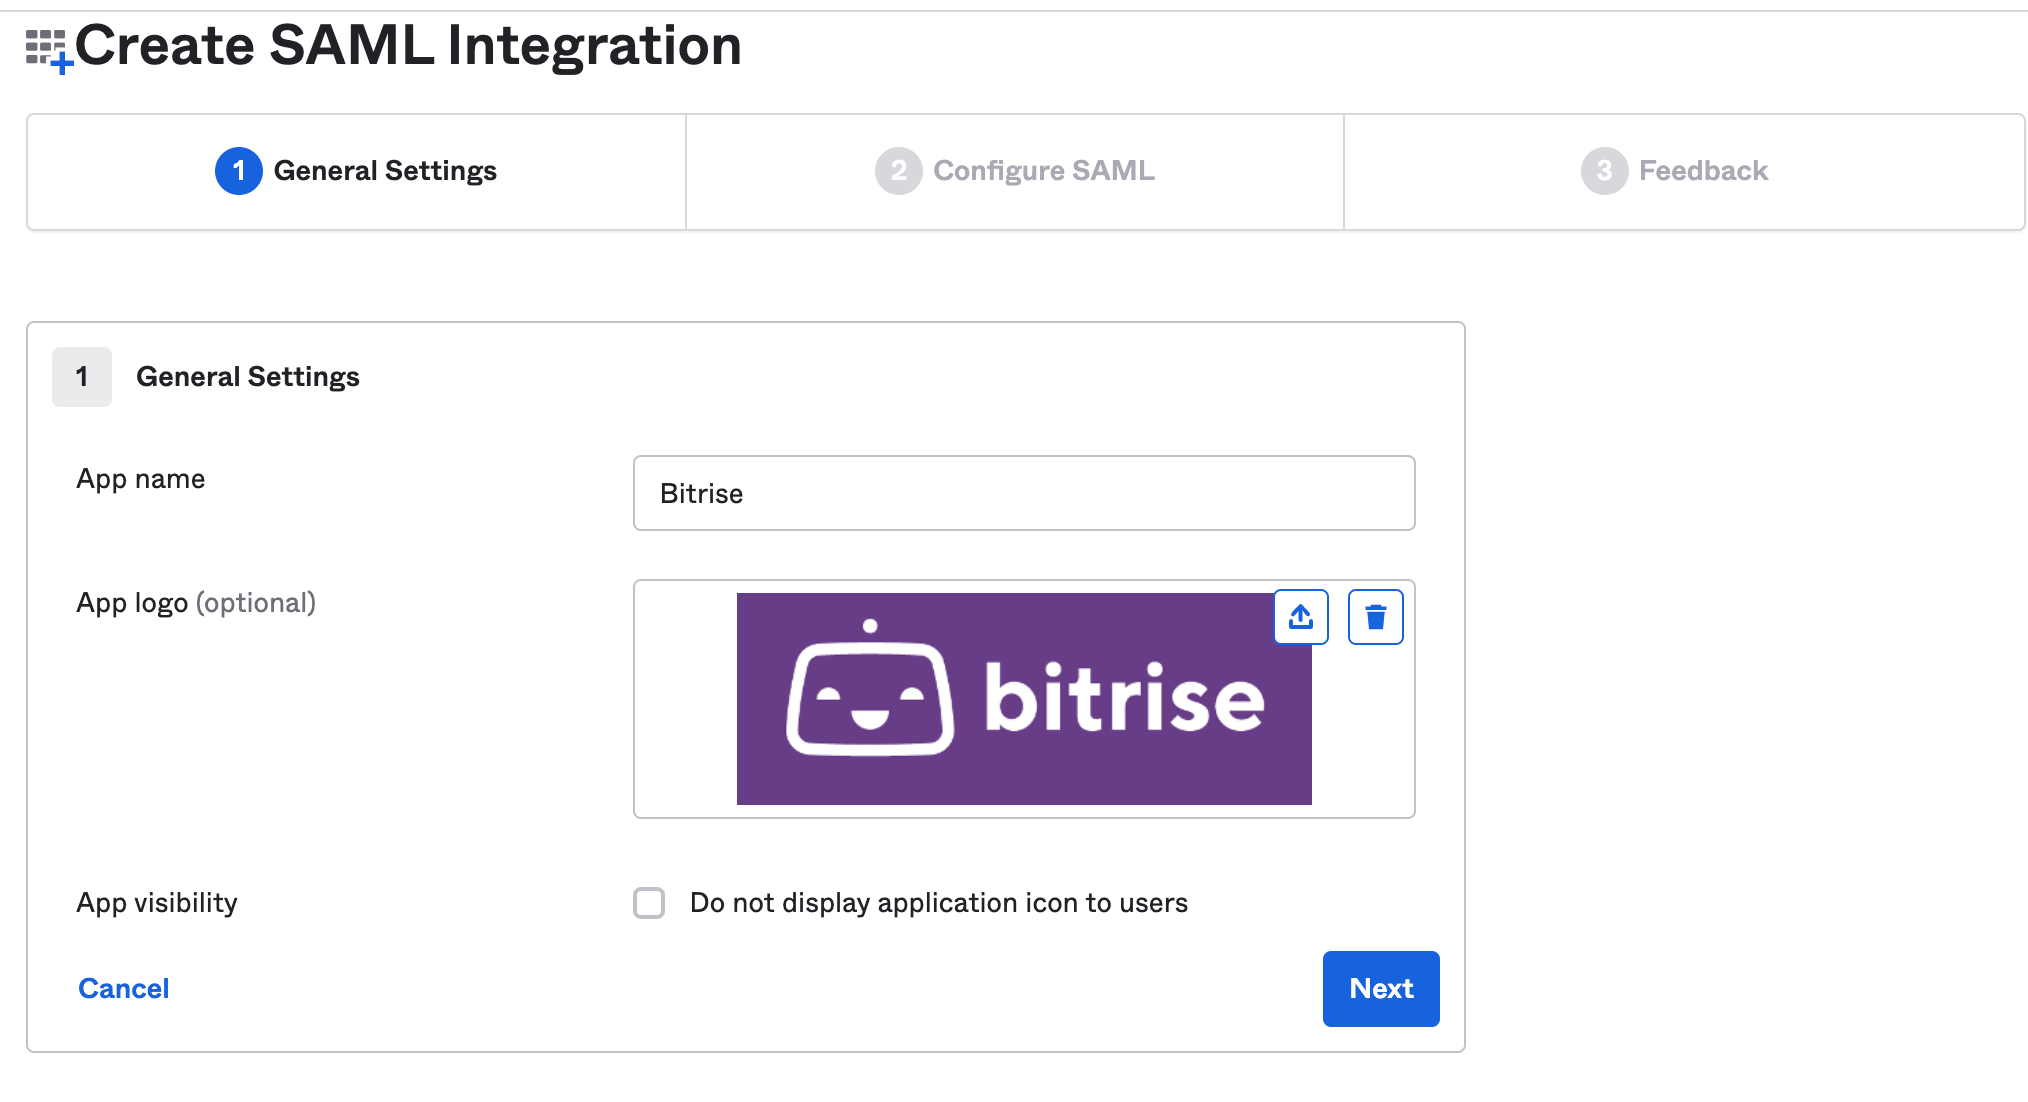 Create SAML Integration
1 General Settings
2 Configure SAML
3 Feedback
1 General Settings
App name
Bitrise
App logo (optional)
bitrise
App visibility
Do not display application icon to users
Cancel
Next